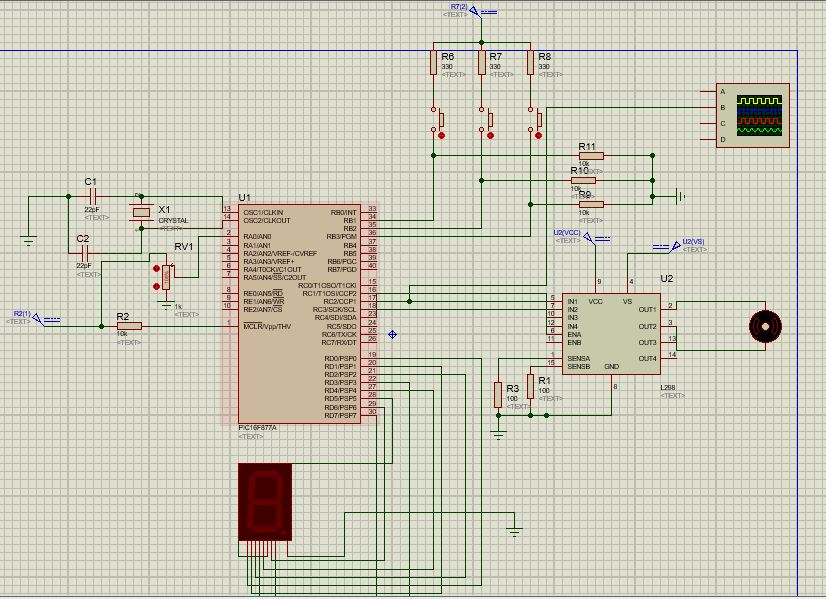 R7(2)
<TEXT>
R6
330
<TEXT>
R7
330
<TEXT>
R8
330
<TEXT>
A
B
C
D
R11
10k
<TEXT>
R10
10k
<TEXT>
R9
10k
<TEXT>
C1
22pF
<TEXT>
X1
CRYSTAL
<TEXT>
C2
22pF
<TEXT>
RV1
1k
<TEXT>
R2(1)
<TEXT>
R2
10k
<TEXT>
U1
13 OSC1/CLKIN
14 OSC2/CLKOUT
2 RA0/AN0
3 RA1/AN1
4 RA2/AN2/VREF-/CVREF
5 RA3/AN3/VREF+
6 RA4/T0CKI/C1OUT
7 RA5/AN4/SS/C2OUT
8 RE0/AN5/RD
9 RE1/AN6/WR
10 RE2/AN7/CS
1 MCLR/Vpp/THV
RB0/INT 33
RB1 34
RB2 35
RB3/PGM 36
RB4 37
RB5 38
RB6/PGC 39
RB7/PGD 40
RC0/T1OSO/T1CKI 15
RC1/T1OSI/CCP2 16
RC2/CCP1 17
RC3/SCK/SCL 18
RC4/SDI/SDA 23
RC5/SDO 24
RC6/TX/CK 25
RC7/RX/DT 26
RD0/PSP0 19
RD1/PSP1 20
RD2/PSP2 21
RD3/PSP3 22
RD4/PSP4 27
RD5/PSP5 28
RD6/PSP6 29
RD7/PSP7 30
PIC16F877A
<TEXT>
U2(VCC)
<TEXT>
U2(VS)
<TEXT>
U2
9
4
VCC
VS
5 IN1
7 IN2
10 IN3
12 IN4
6 ENA
11 ENB
1 SENSA
15 SENSB
OUT1 2
OUT2 3
OUT3 13
OUT4 14
GND
8
L298
<TEXT>
R3
100
<TEXT>
R1
100
<TEXT>